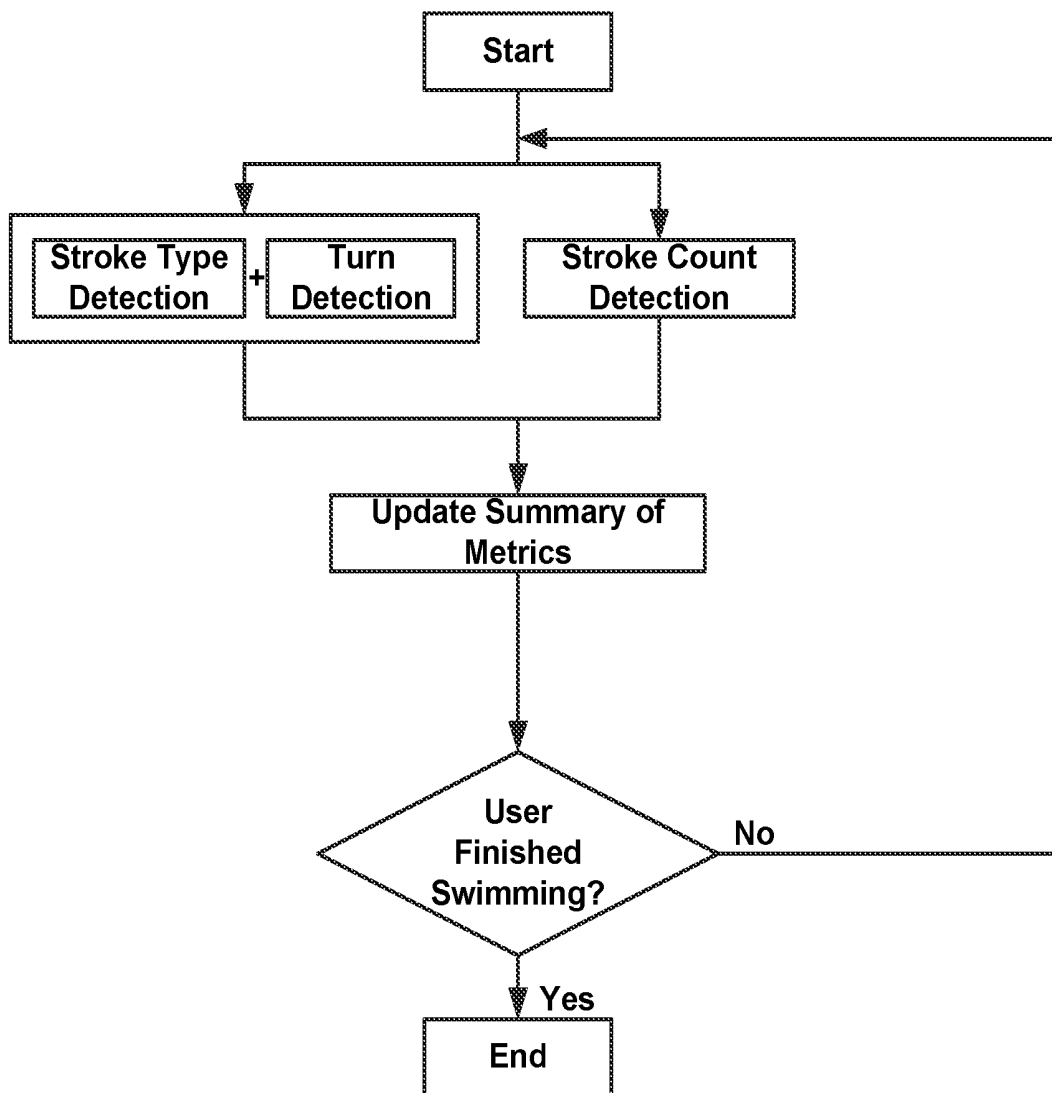 Start
Stroke Type
Detection
+
Turn
Detection
Stroke Count
Detection
Update Summary of
Metrics
User
Finished
Swimming?
No
Yes
End